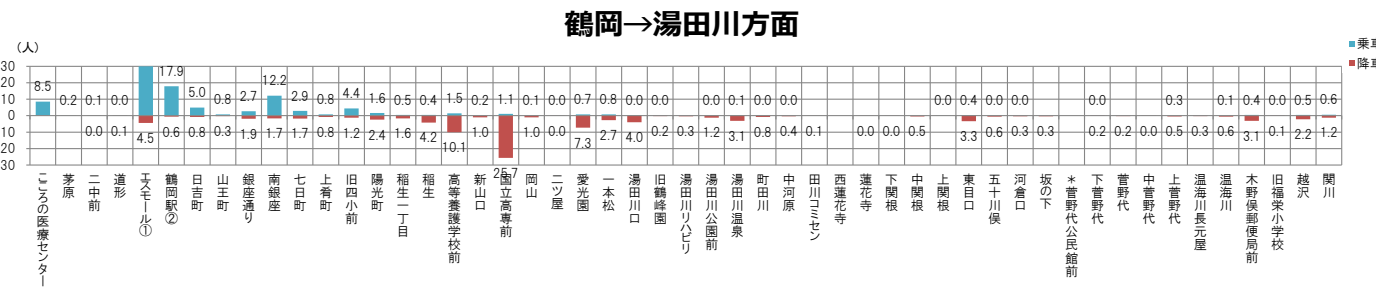 鶴岡→湯田川方面
（人）
乗車
降車
30
20
10
0
10
20
30
8.5 0.2 0.1 0.0 17.9 5.0 0.8 2.7 12.2 2.9 0.8 4.4 1.6 0.5 0.4 1.5 0.2 1.1 0.1 0.0 0.7 0.8 0.0 0.0 0.0 0.1 0.0 0.0 0.0 0.4 0.0 0.0 0.0 0.3 0.1 0.4 0.0 0.5 0.6
0.0 0.1 4.5 0.6 0.8 0.3 1.9 1.7 1.7 0.8 1.2 2.4 1.6 4.2 10.1 1.0 25.7 1.0 0.0 7.3 2.7 4.0 0.2 0.3 1.2 3.1 0.8 0.4 0.1 0.0 0.0 0.5 3.3 0.6 0.3 0.3 0.2 0.2 0.0 0.5 0.3 0.6 3.1 0.1 2.2 1.2
こころの医療センター
茅原
二中前
道形
エスモール①
鶴岡駅②
日吉町
山王町
銀座通り
南銀座
七日町
上肴町
旧四小前
陽光町
稲生一丁目
稲生
高等養護学校前
新山口
国立高専前
岡山
二ツ屋
愛光園
一本松
湯田川口
旧鶴峰園
湯田川リハビリ
湯田川公園前
湯田川温泉
町田川
中河原
田川コミセン
西蓮花寺
蓮花寺
下関根
中関根
上関根
東目口
五十川俣
河倉口
坂の下
＊菅野代公民館前
下菅野代
菅野代
中菅野代
上菅野代
温海川長元屋
温海川
木野俣郵便局前
旧福栄小学校
越沢
関川